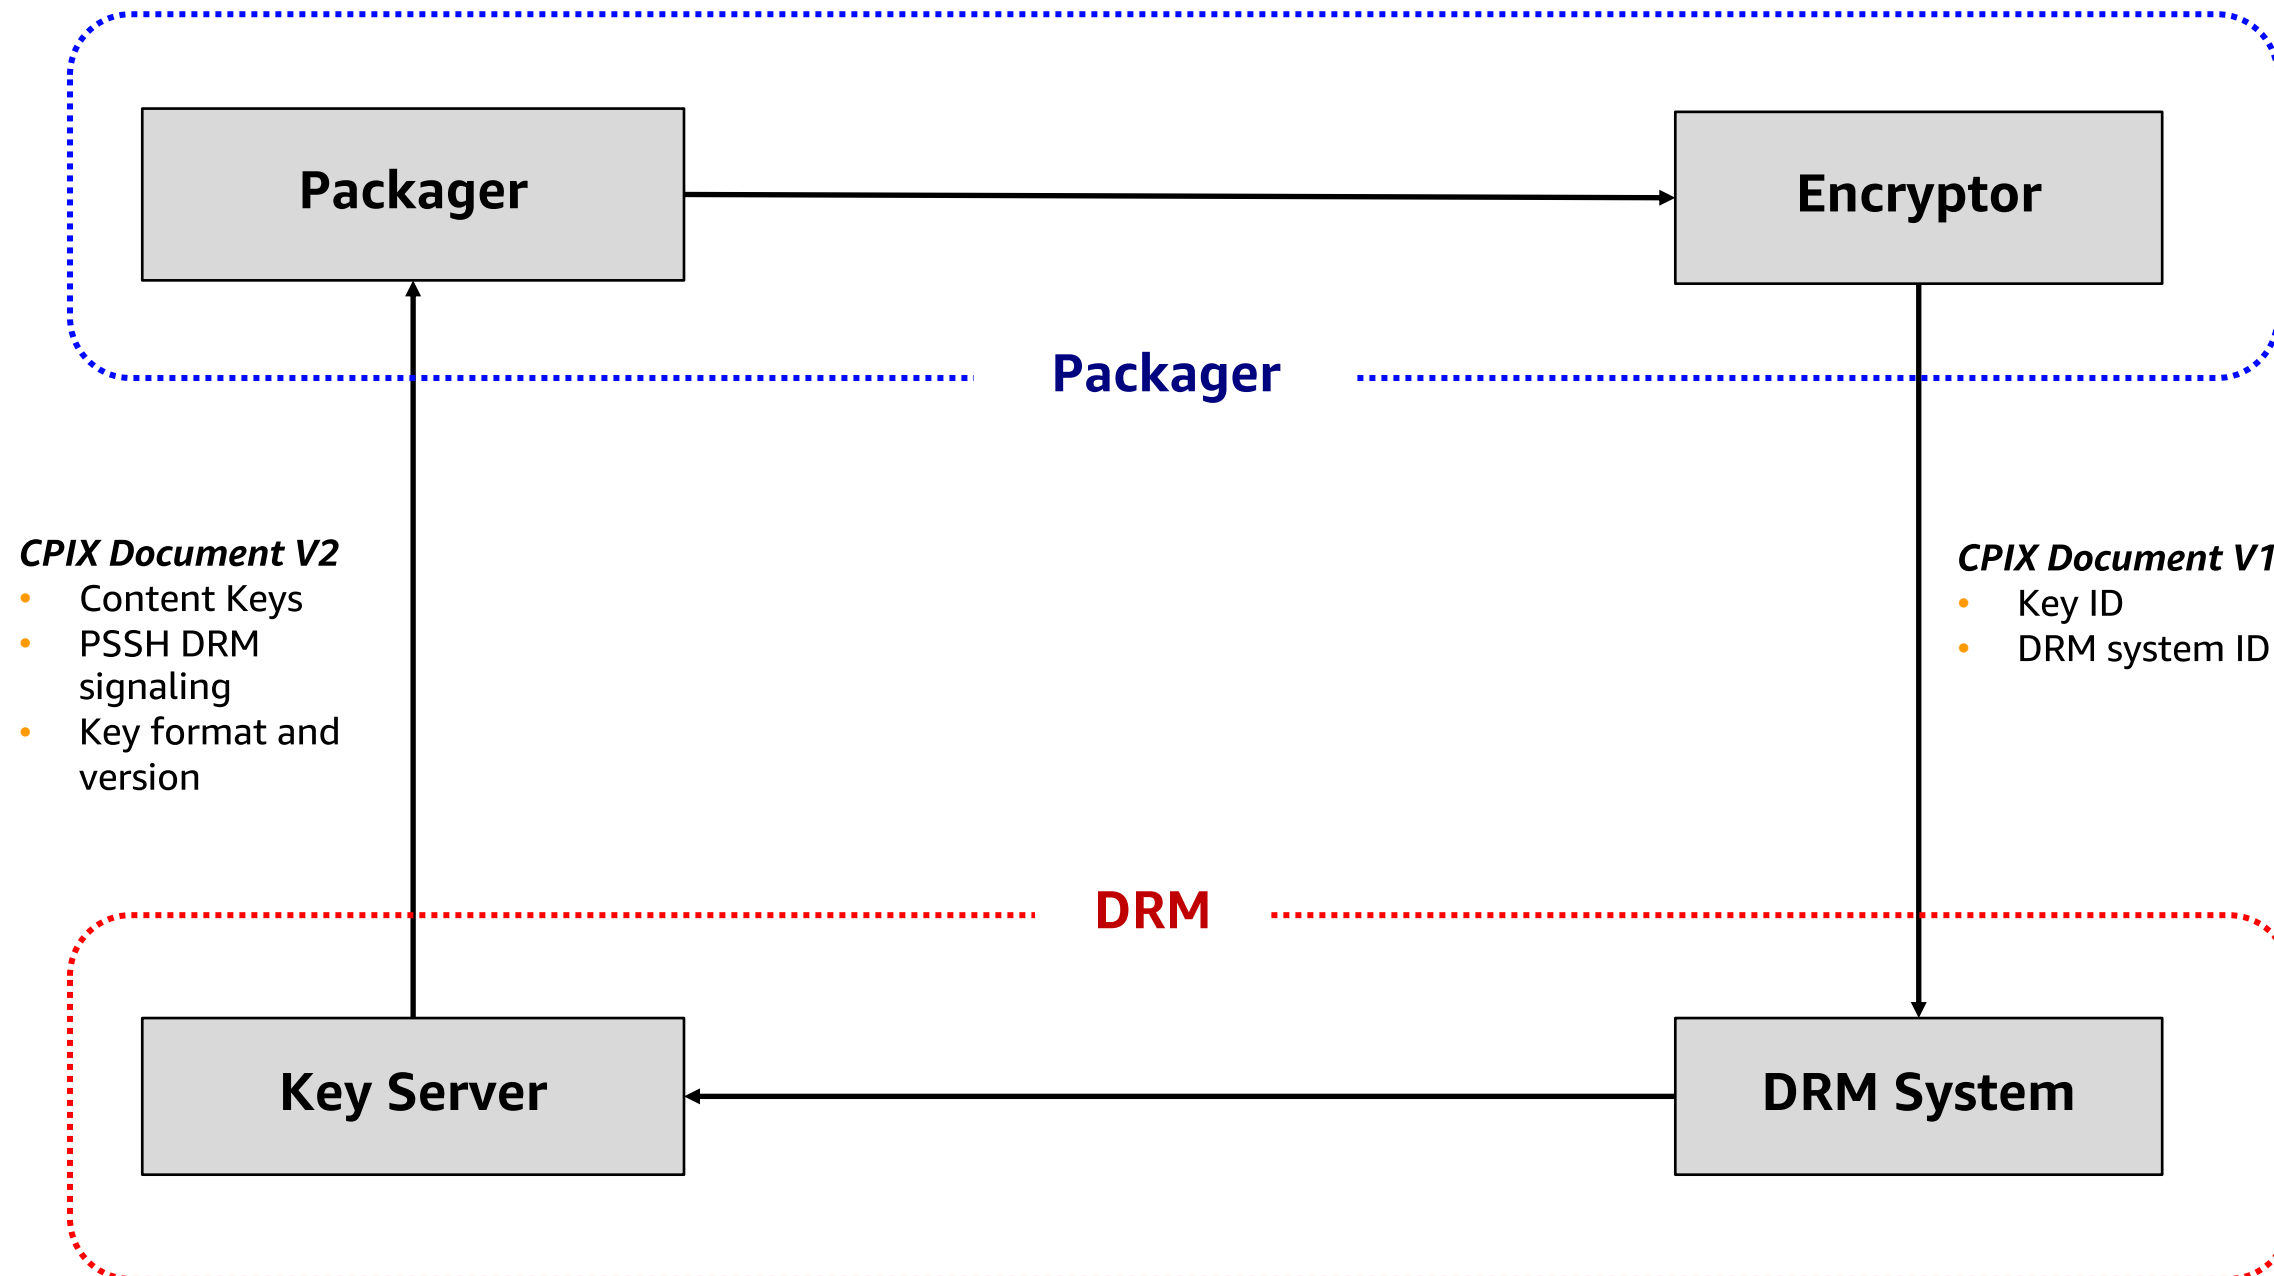 Packager
Encryptor
Packager
CPIX Document V2
• Content Keys
• PSSH DRM
signaling
• Key format and
version
CPIX Document V1
• Key ID
• DRM system ID
DRM
Key Server
DRM System